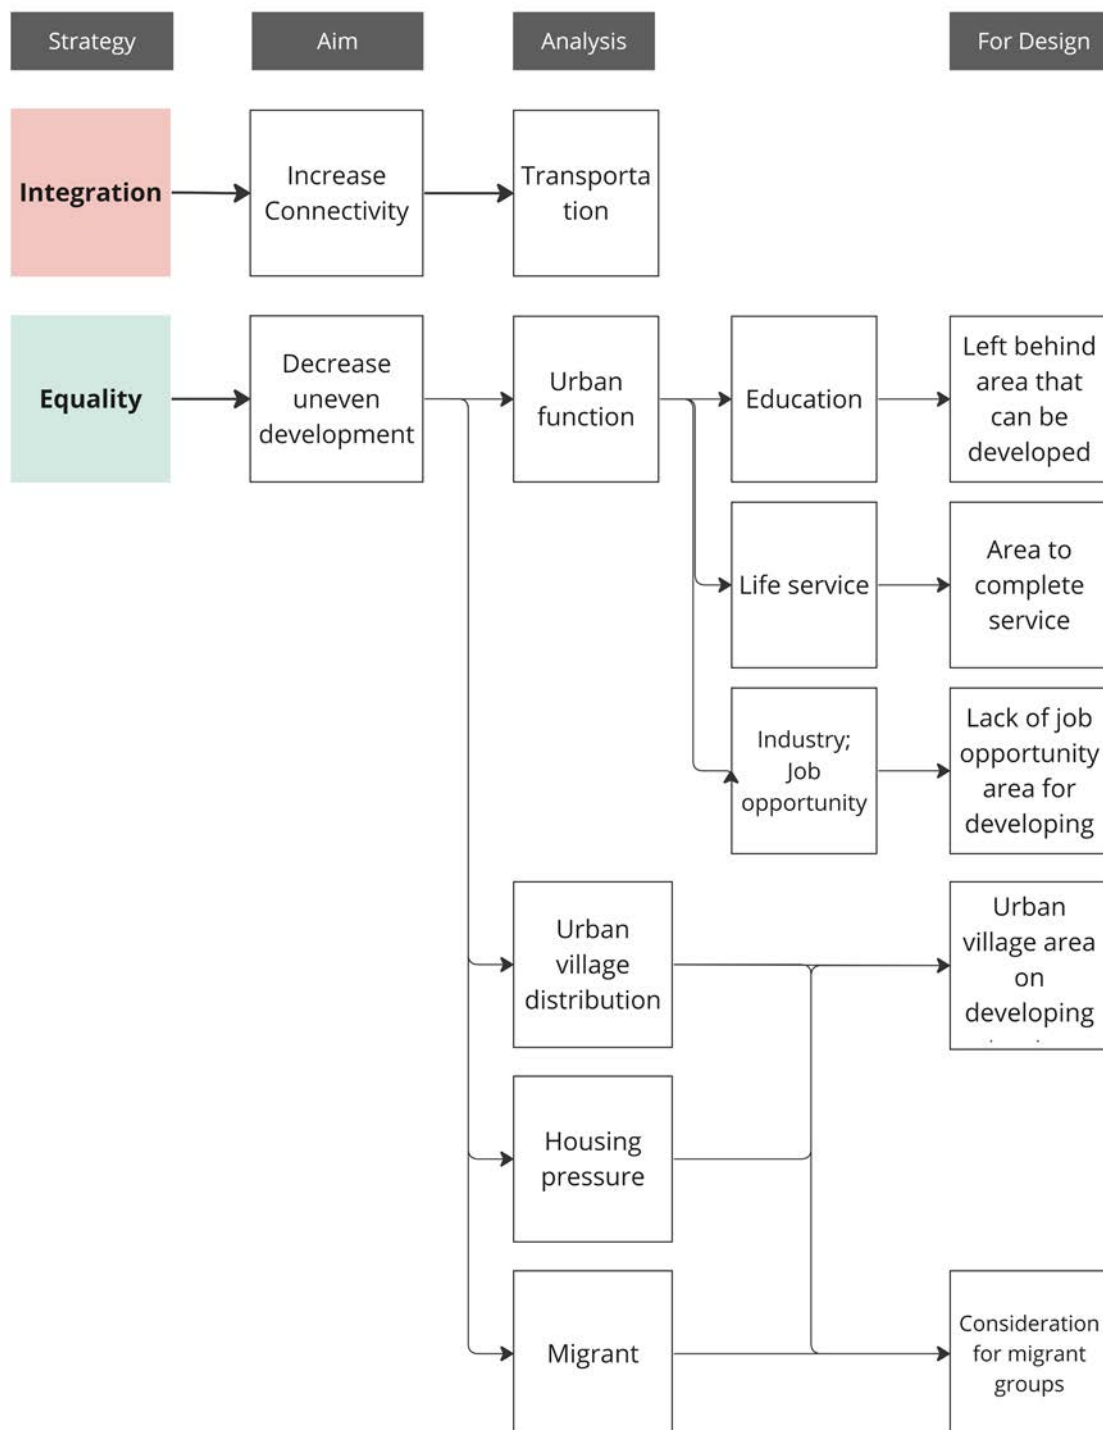 Strategy
Aim
Analysis
For Design
Integration
Increase
Connectivity
Transporta
tion
Equality
Decrease
uneven
development
Urban
function
Education
Left behind
area that
can be
developed
Life service
Area to
complete
service
Industry;
Job
opportunity
Lack of job
opportunity
area for
developing
Urban
village
distribution
Urban
village area
on
developing
Housing
pressure
Migrant
Consideration
for migrant
groups